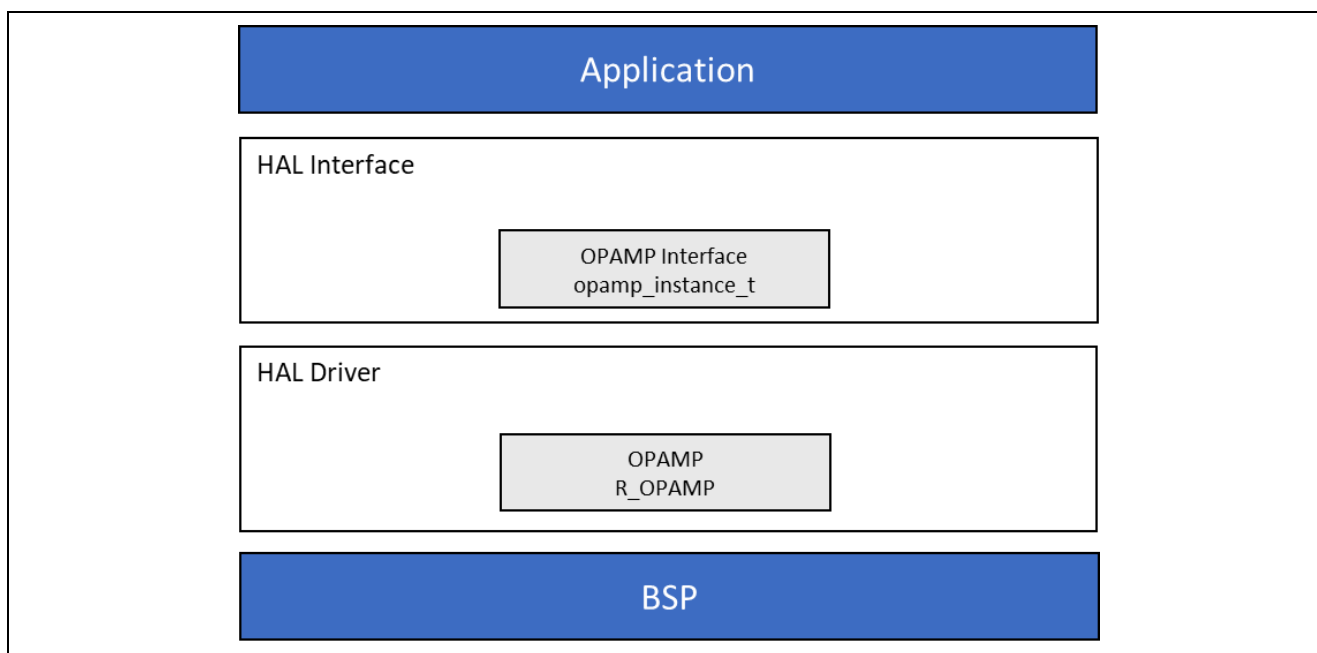 Application
HAL Interface
OPAMP Interface
opamp_instance_t
HAL Driver
OPAMP
R_OPAMP
BSP